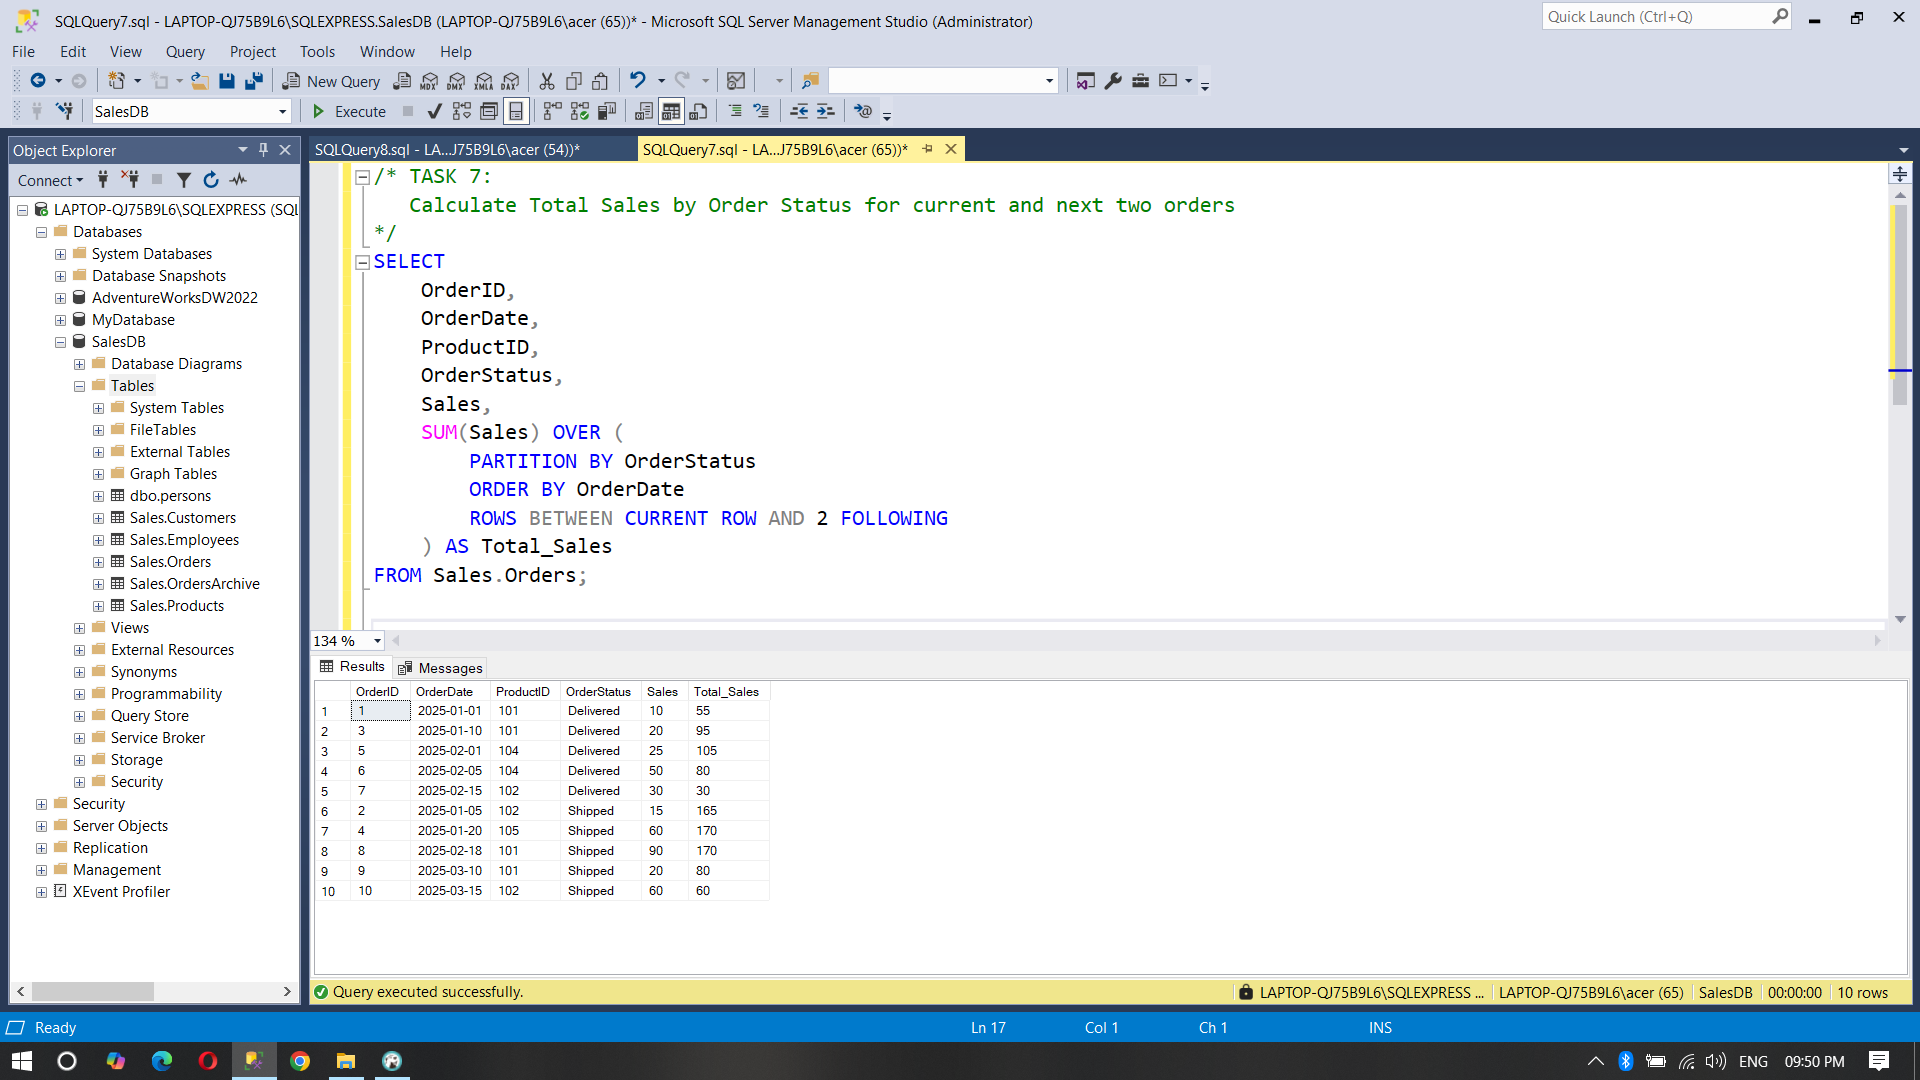 SQLQuery7.sql - LAPTOP-QJ75B9L6\SQLEXPRESS.SalesDB (LAPTOP-QJ75B9L6\acer (65))* - Microsoft SQL Server Management Studio (Administrator)
Quick Launch (Ctrl+Q)
File Edit View Query Project Tools Window Help
New Query
MDX DMX XMLA DAX
SalesDB
Execute
Object Explorer
Connect
LAPTOP-QJ75B9L6\SQLEXPRESS (SQL
Databases
System Databases
Database Snapshots
AdventureWorksDW2022
MyDatabase
SalesDB
Database Diagrams
Tables
System Tables
FileTables
External Tables
Graph Tables
dbo.persons
Sales.Customers
Sales.Employees
Sales.Orders
Sales.OrdersArchive
Sales.Products
Views
External Resources
Synonyms
Programmability
Query Store
Service Broker
Storage
Security
Security
Server Objects
Replication
Management
XEvent Profiler
SQLQuery8.sql - LA...J75B9L6\acer (54))*
SQLQuery7.sql - LA...J75B9L6\acer (65))*
/* TASK 7:
Calculate Total Sales by Order Status for current and next two orders
*/
SELECT
OrderID,
OrderDate,
ProductID,
OrderStatus,
Sales,
SUM(Sales) OVER (
PARTITION BY OrderStatus
ORDER BY OrderDate
ROWS BETWEEN CURRENT ROW AND 2 FOLLOWING
) AS Total_Sales
FROM Sales.Orders;
134 %
Results Messages
OrderID OrderDate ProductID OrderStatus Sales Total_Sales
1 1 2025-01-01 101 Delivered 10 55
2 3 2025-01-10 101 Delivered 20 95
3 5 2025-02-01 104 Delivered 25 105
4 6 2025-02-05 104 Delivered 50 80
5 7 2025-02-15 102 Delivered 30 30
6 2 2025-01-05 102 Shipped 15 165
7 4 2025-01-20 105 Shipped 60 170
8 8 2025-02-18 101 Shipped 90 170
9 9 2025-03-10 101 Shipped 20 80
10 10 2025-03-15 102 Shipped 60 60
Query executed successfully.
LAPTOP-QJ75B9L6\SQLEXPRESS ... LAPTOP-QJ75B9L6\acer (65) SalesDB 00:00:00 10 rows
Ready
Ln 17 Col 1 Ch 1 INS
ENG 09:50 PM